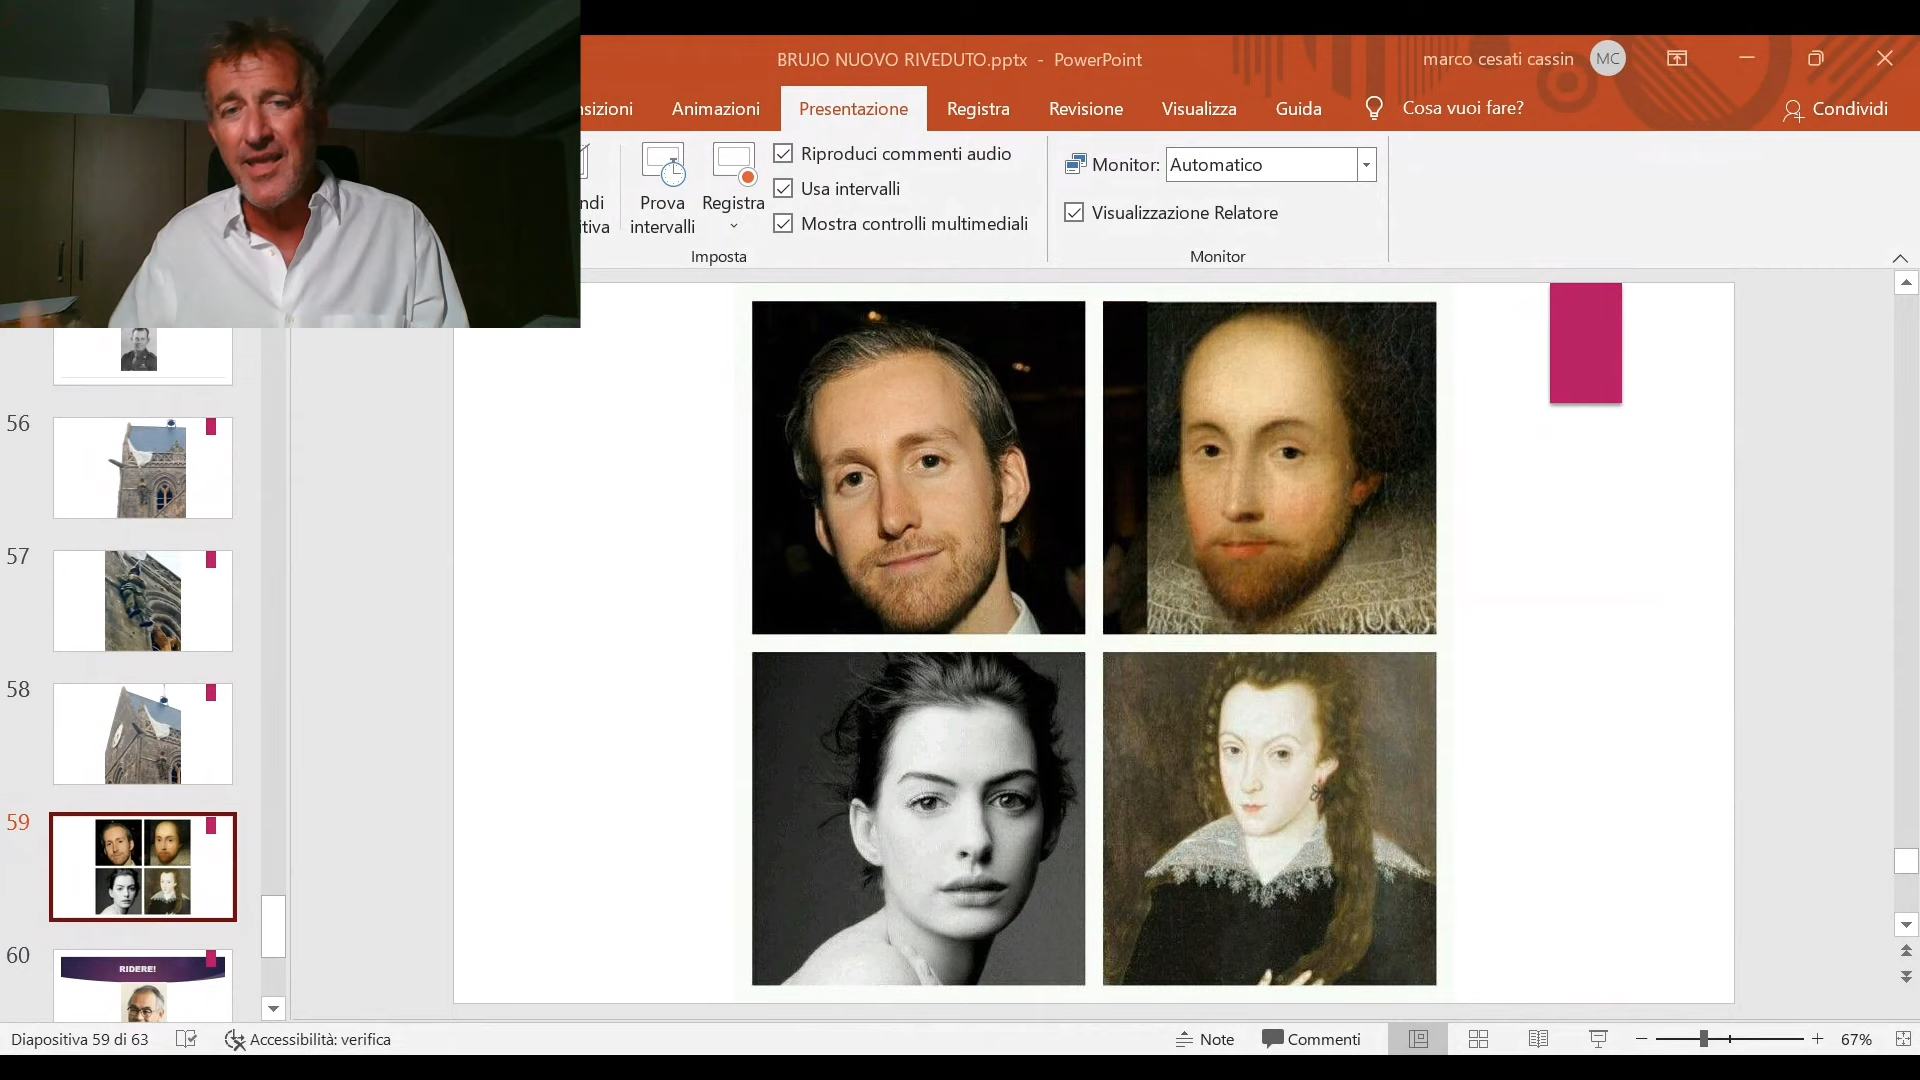 BRUJO NUOVO RIVEDUTO.pptx - PowerPoint
marco cesati cassin
MC
nsizioni
Animazioni
Presentazione
Registra
Revisione
Visualizza
Guida
Cosa vuoi fare?
Condividi
ndi
itiva
Prova
intervalli
Registra
Riproduci commenti audio
Usa intervalli
Mostra controlli multimediali
Imposta
Monitor:
Automatico
Visualizzazione Relatore
Monitor
56
57
58
59
60
RIDERE!
Diapositiva 59 di 63
Accessibilità: verifica
Note
Commenti
67%